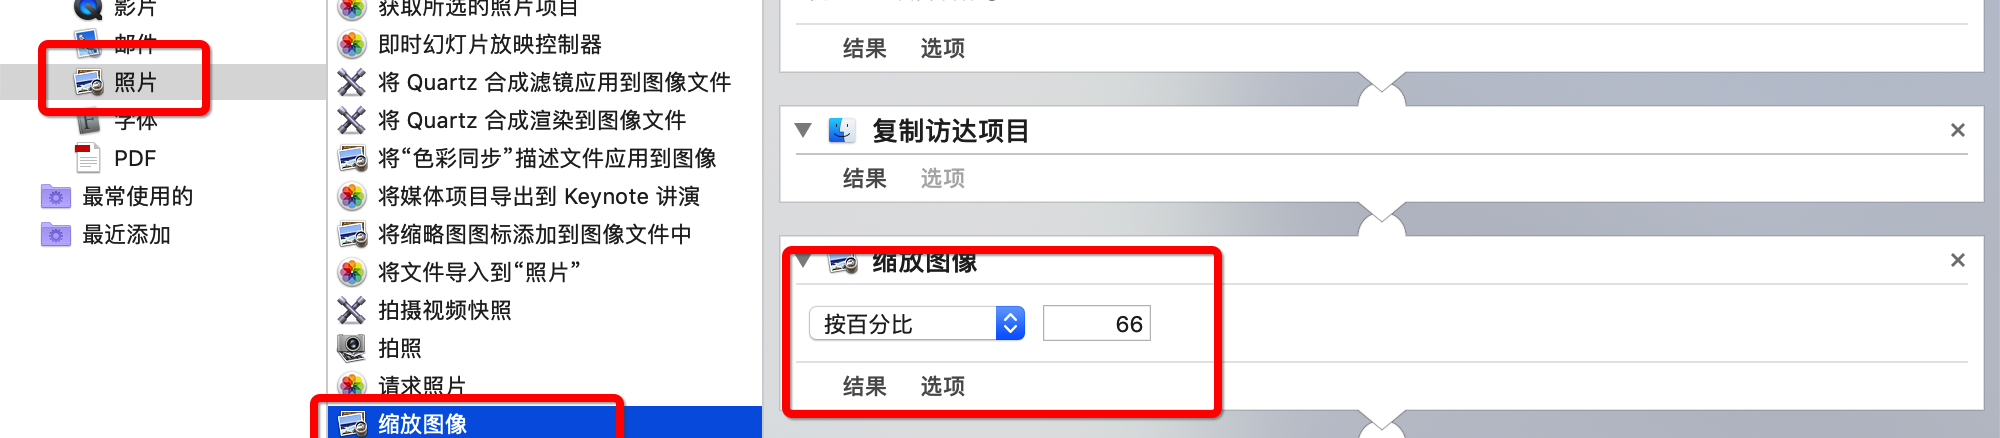 影片
邮件
照片
字体
PDF
最常使用的
最近添加
获取所选的照片项目
即时幻灯片放映控制器
将 Quartz 合成滤镜应用到图像文件
将 Quartz 合成渲染到图像文件
将“色彩同步”描述文件应用到图像
将媒体项目导出到 Keynote 讲演
将缩略图图标添加到图像文件中
将文件导入到“照片”
拍摄视频快照
拍照
请求照片
缩放图像
结果 选项
复制访达项目
结果 选项
缩放图像
按百分比 66
结果 选项